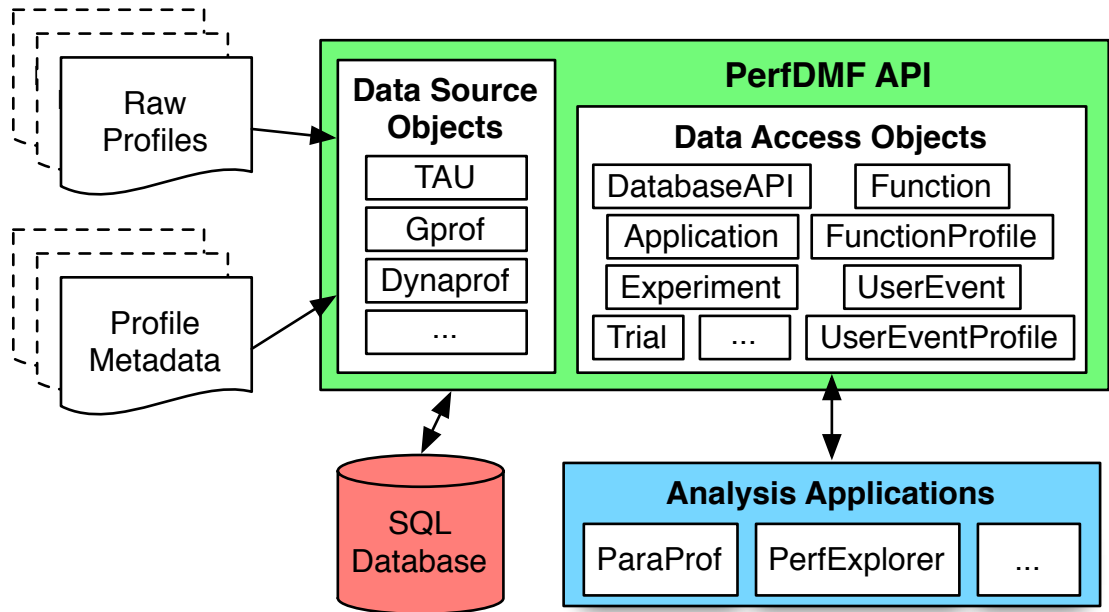 Raw
Profiles
Profile
Metadata
PerfDMF API
Data Source
Objects
TAU
Gprof
Dynaprof
...
Data Access Objects
DatabaseAPI
Function
Application
FunctionProfile
Experiment
UserEvent
Trial
...
UserEventProfile
SQL
Database
Analysis Applications
ParaProf
PerfExplorer
...